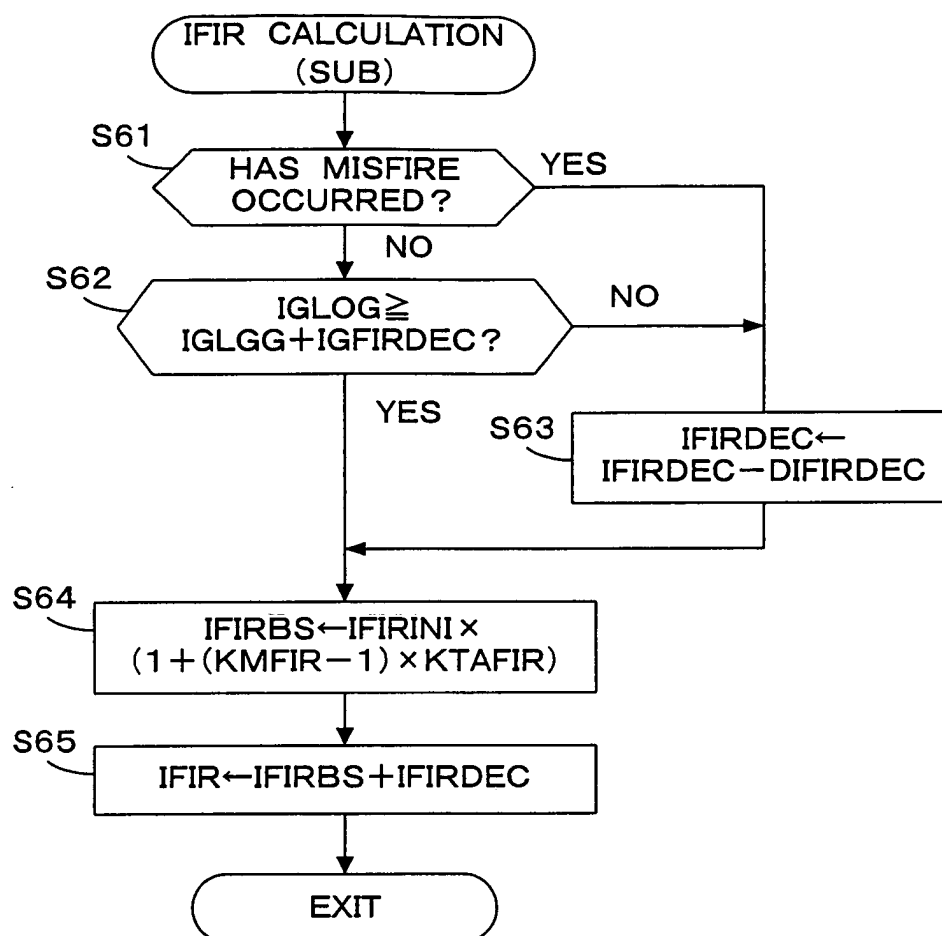 IFIR CALCULATION
(SUB)
S61
HAS MISFIRE
OCCURRED?
YES
NO
S62
IGLOG≧
IGLGG+IGFIRDEC?
NO
YES
S63
IFIRDEC←
IFIRDEC−DIFIRDEC
S64
IFIRBS←IFIRINI×
(1+(KMFIR−1)×KTAFIR)
S65
IFIR←IFIRBS+IFIRDEC
EXIT